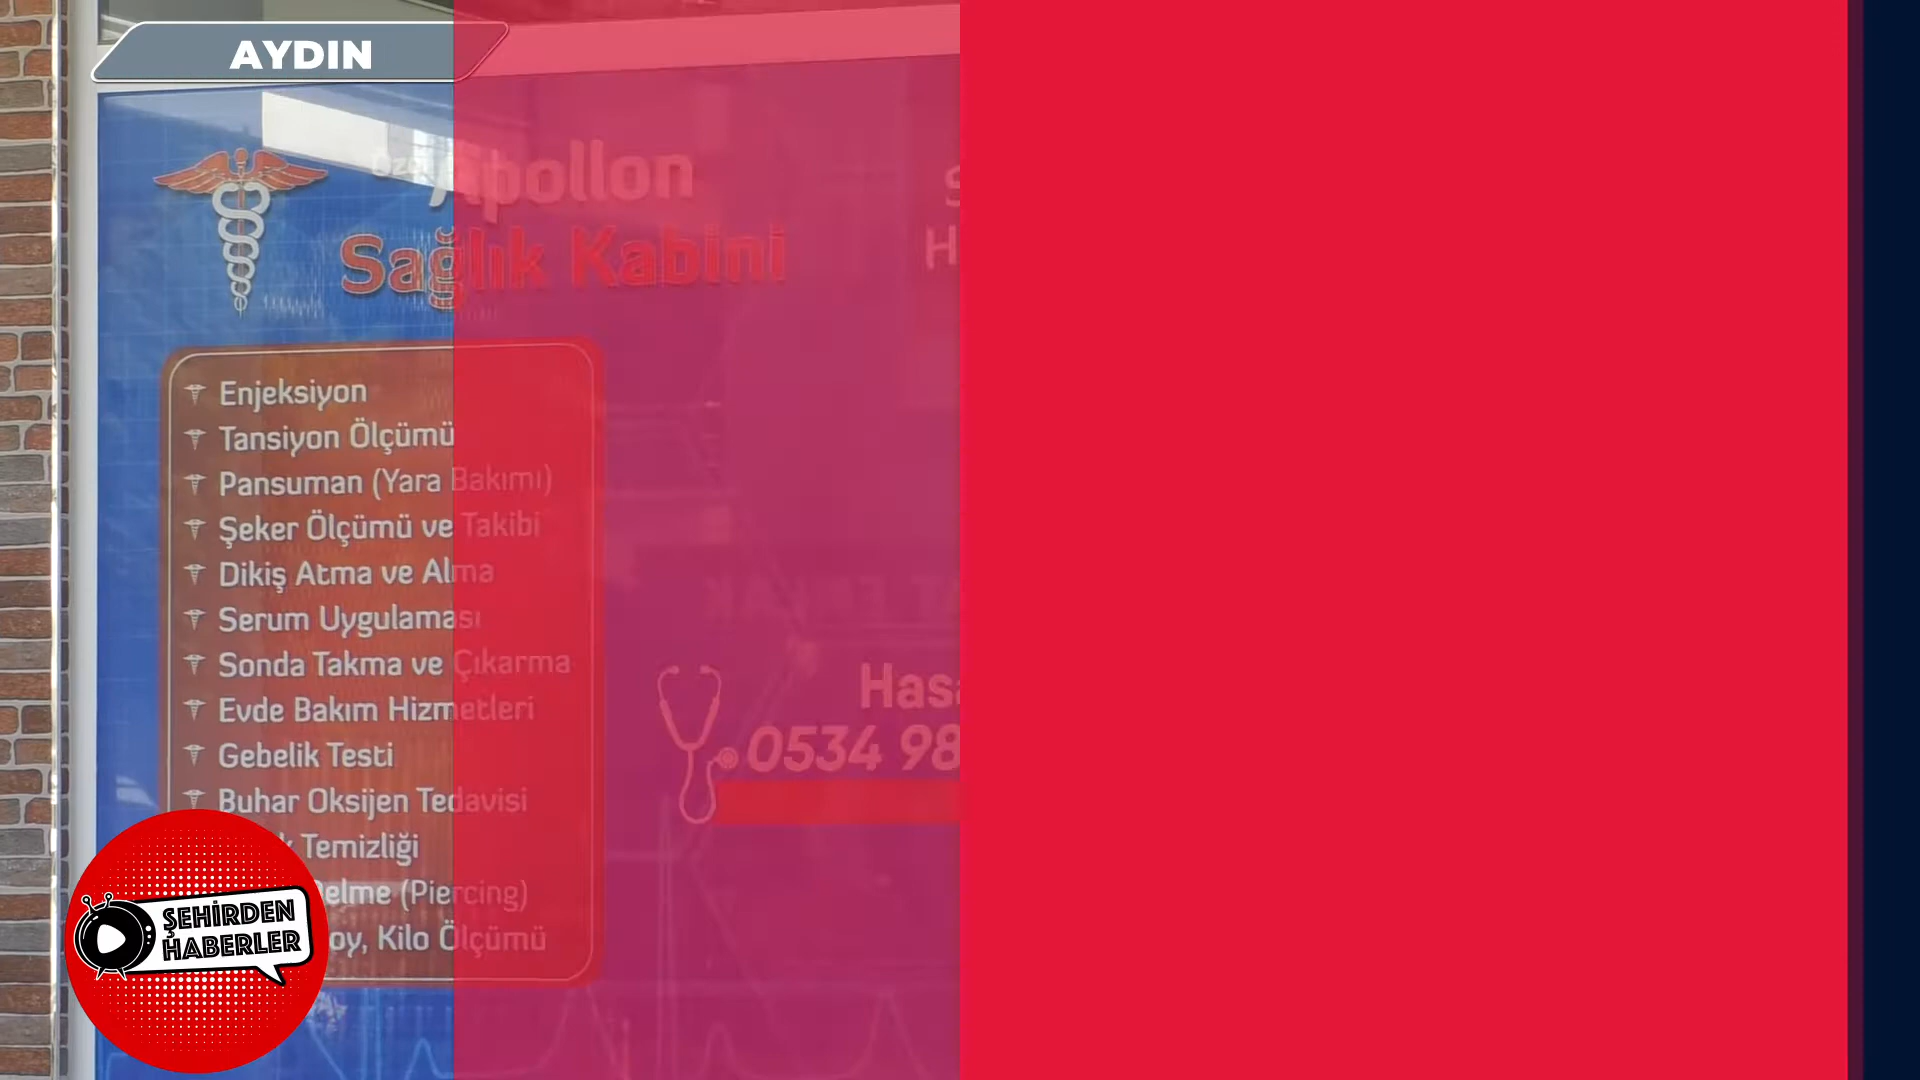 AYDIN
Özel Apollon
Sağlık Kabini
Enjeksiyon
Tansiyon Ölçümü
Pansuman (Yara Bakımı)
Şeker Ölçümü ve Takibi
Dikiş Atma ve Alma
Serum Uygulaması
Sonda Takma ve Çıkarma
Evde Bakım Hizmetleri
Gebelik Testi
Buhar Oksijen Tedavisi
Temizliği
(Piercing)
Kilo Ölçümü
0534 98
ŞEHİRDEN
HABERLER